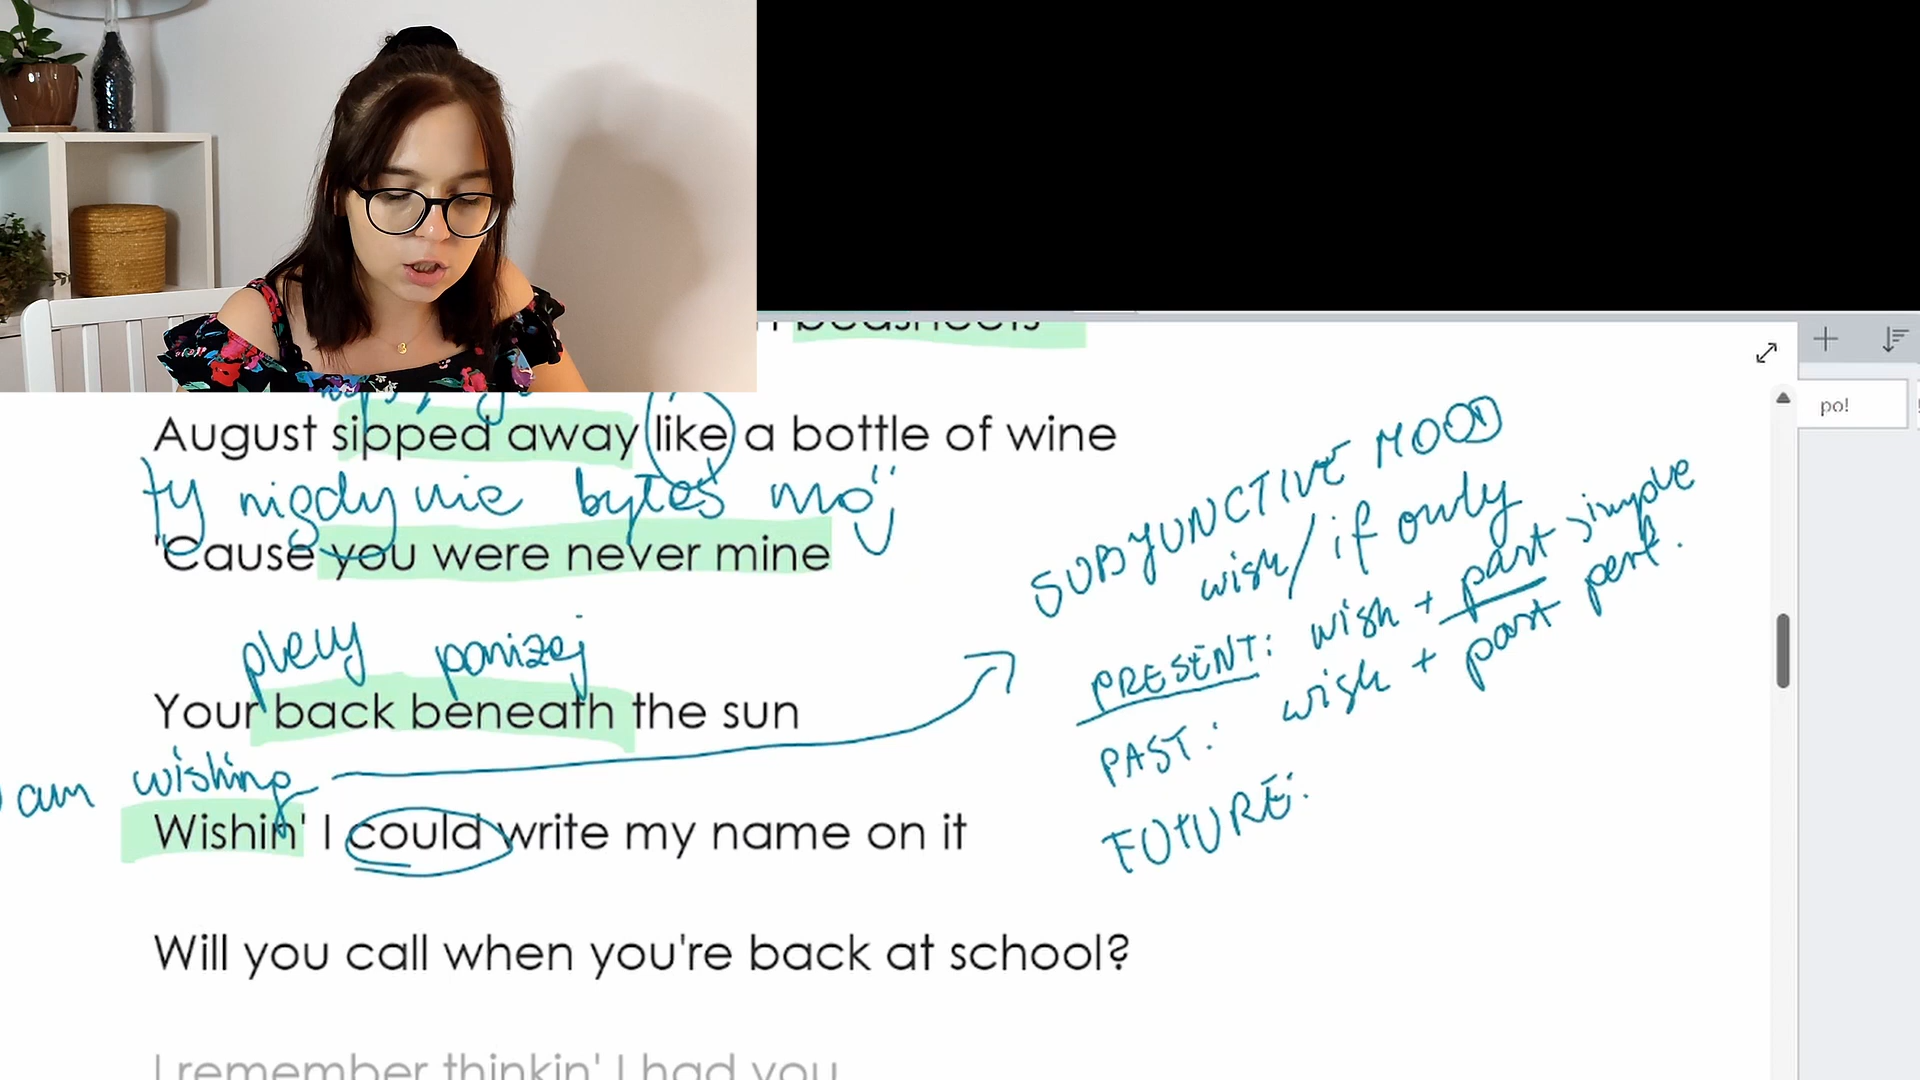 bedsheets
po!
August sipped away like a bottle of wine
ty nigdy nie byłeś mój
'Cause you were never mine
plecy poniżej
Your back beneath the sun
am wishing
Wishin' I could write my name on it
Will you call when you're back at school?
I remember thinkin' I had you
SUBJUNCTIVE MOOD
wish/if only
PRESENT: wish + past simple
PAST: wish + past perf.
FUTURE: